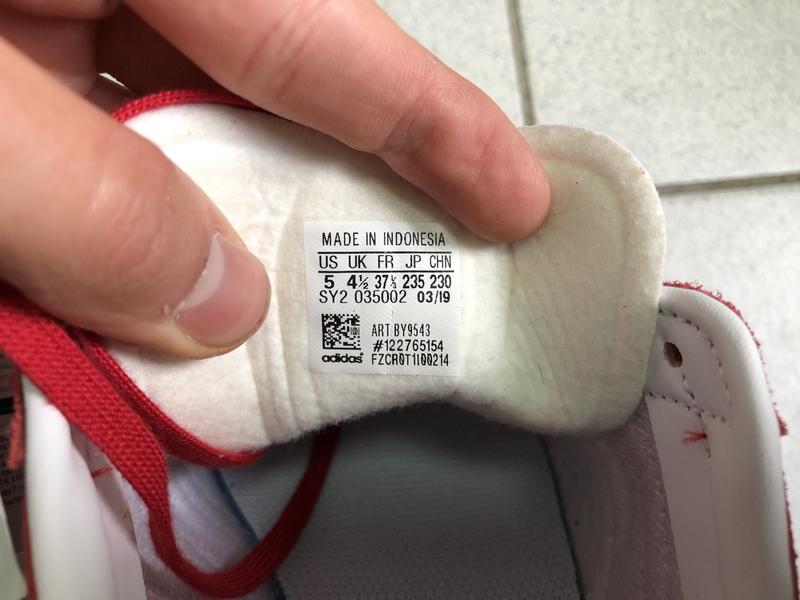 MADE IN INDONESIA
US UK FR JP CHN
5 4½ 37⅓ 235 230
SY2 035002 03/19
ART BY9543
#122765154
adidas® FZCR0T1I00214